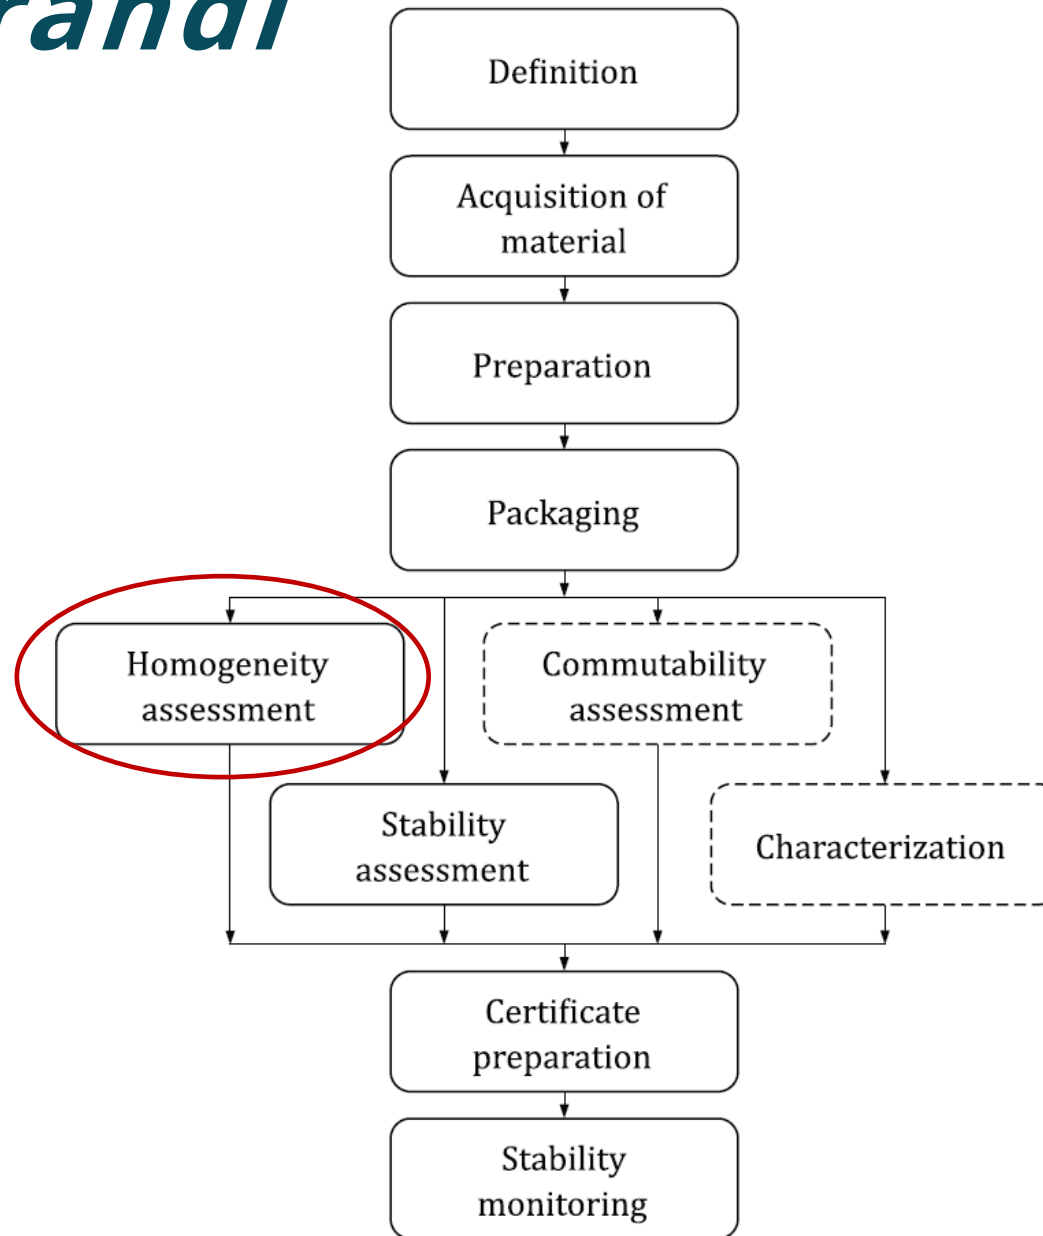 randi
Definition
Acquisition of
material
Preparation
Packaging
Homogeneity
assessment
Commutability
assessment
Stability
assessment
Characterization
Certificate
preparation
Stability
monitoring